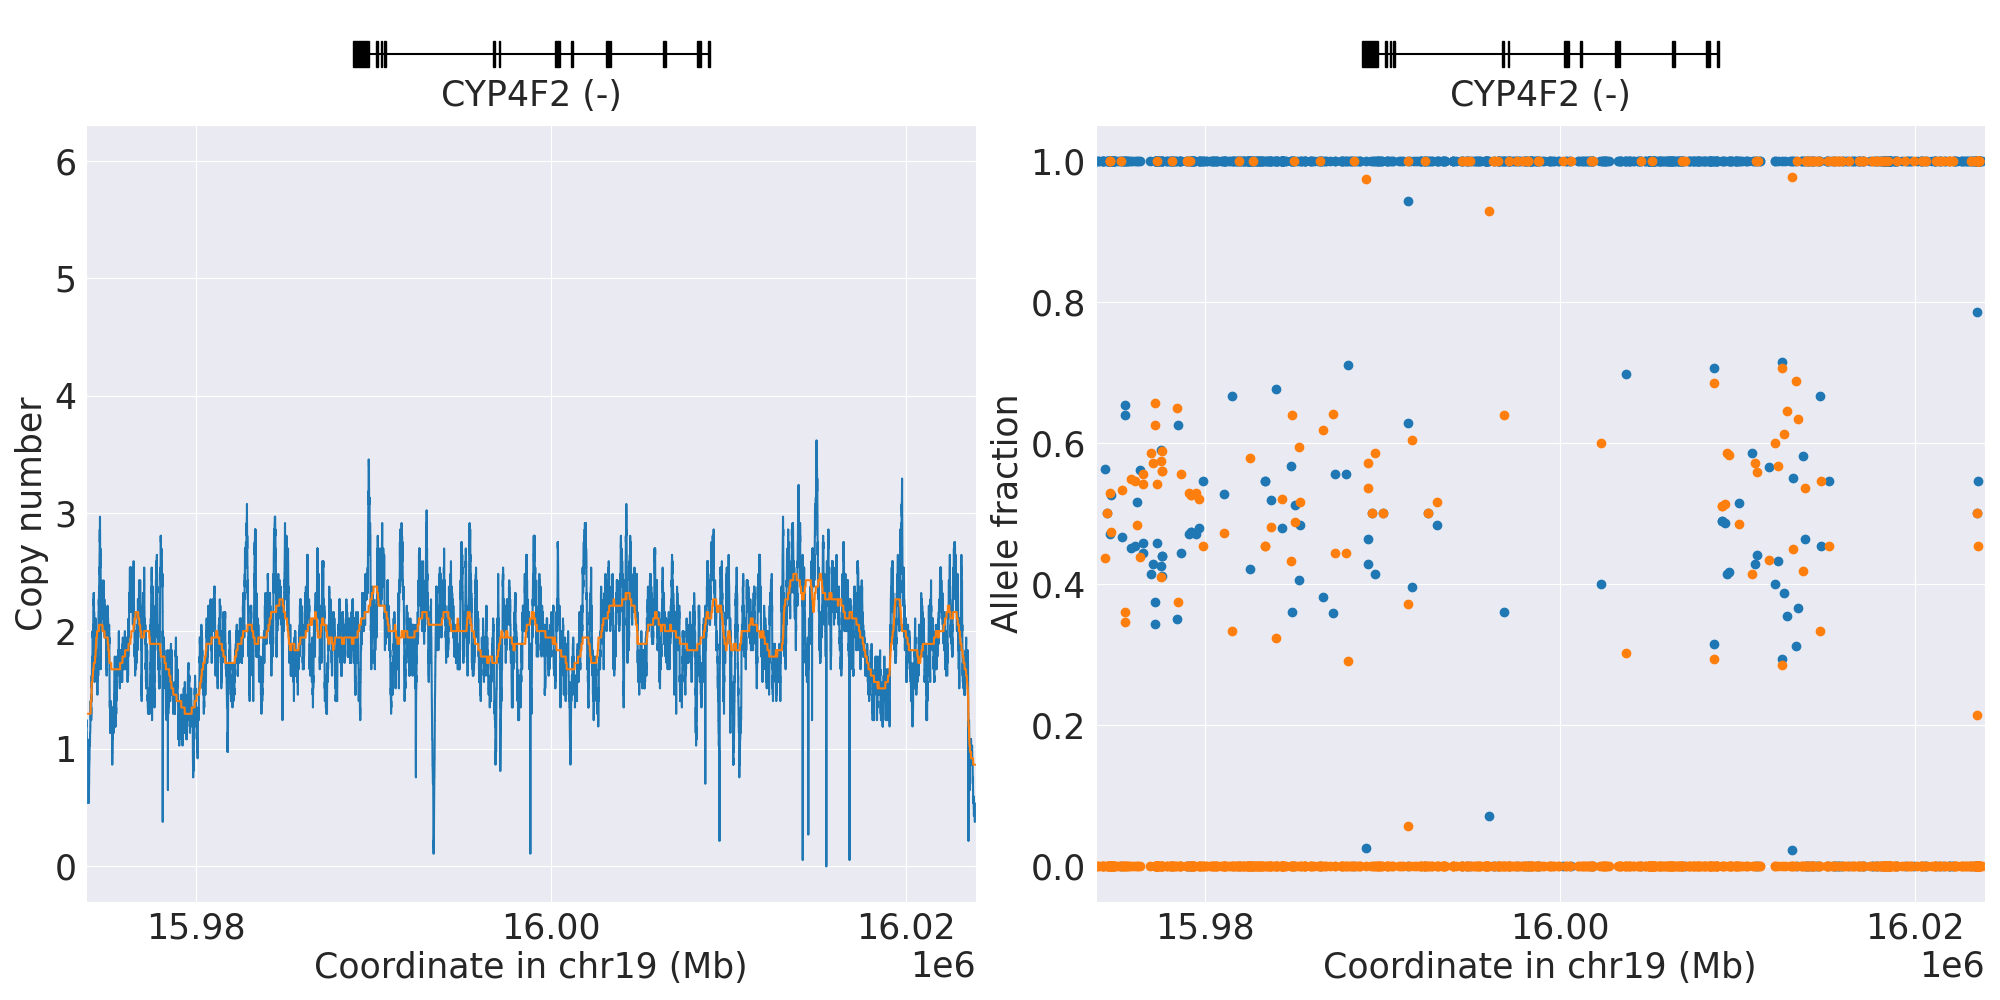 CYP4F2 (-)
6
5
4
3
2
1
0
Copy number
15.98
16.00
16.02
Coordinate in chr19 (Mb)
1e6
CYP4F2 (-)
1.0
0.8
0.6
0.4
0.2
0.0
Allele fraction
15.98
16.00
16.02
Coordinate in chr19 (Mb)
1e6